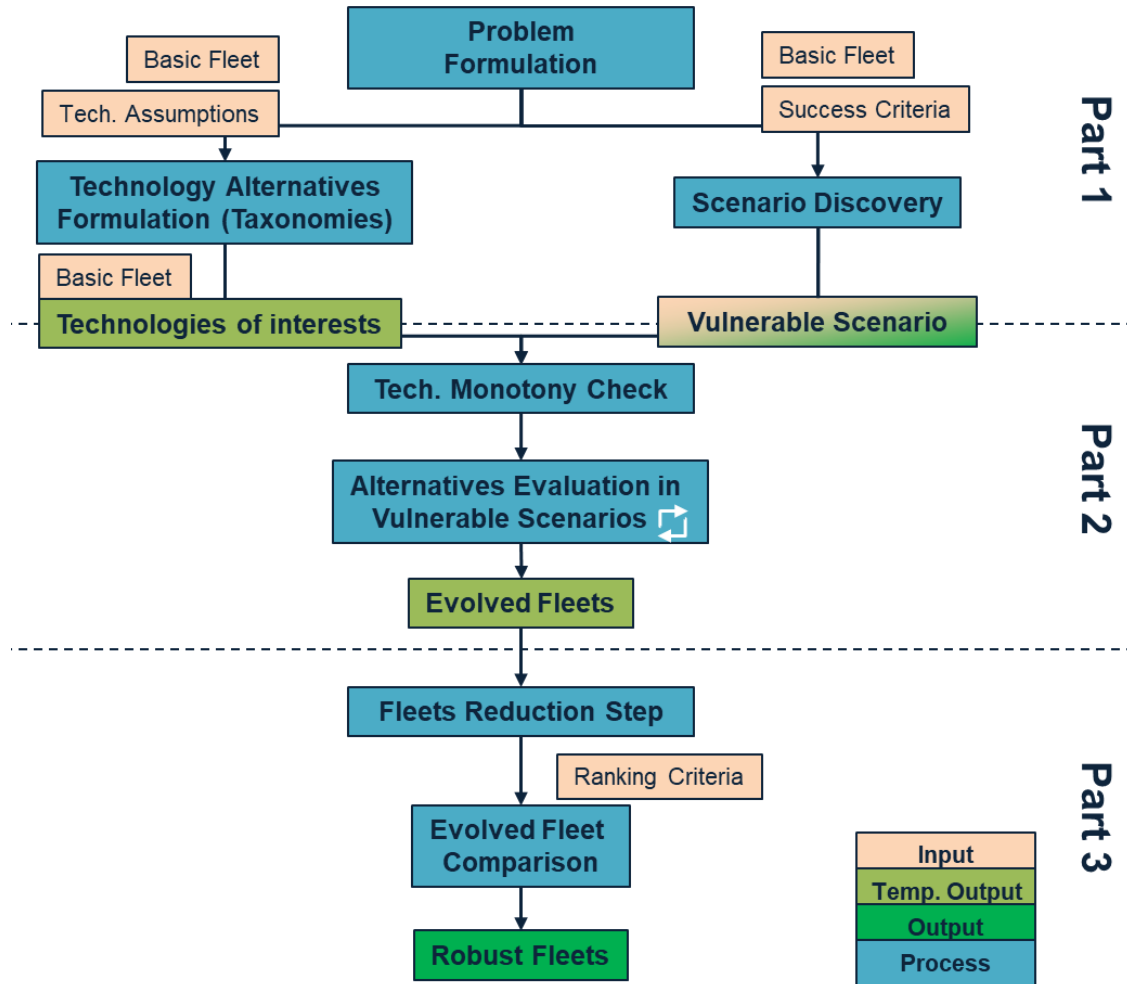 Problem
Formulation
Basic Fleet
Tech. Assumptions
Basic Fleet
Success Criteria
Part 1
Technology Alternatives
Formulation (Taxonomies)
Scenario Discovery
Basic Fleet
Technologies of interests
Vulnerable Scenario
Tech. Monotony Check
Part 2
Alternatives Evaluation in
Vulnerable Scenarios
Evolved Fleets
Fleets Reduction Step
Ranking Criteria
Part 3
Evolved Fleet
Comparison
Robust Fleets
Input
Temp. Output
Output
Process